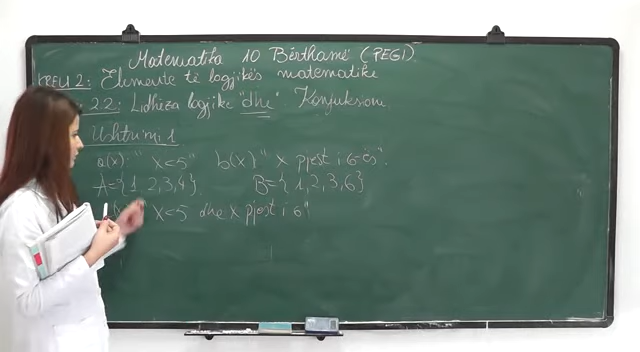 Matematika 10 Bërthamë (PEGI)
KREU 2: Elemente të logjikës matematike
2.2: Lidhëza logjike "dhe". Konjuksioni
Ushtrimi 1
a(x): "x<5" b(x): "x pjest i 6-ës".
A={1,2,3,4} B={1,2,3,6}
"x<5 dhe x pjest i 6"